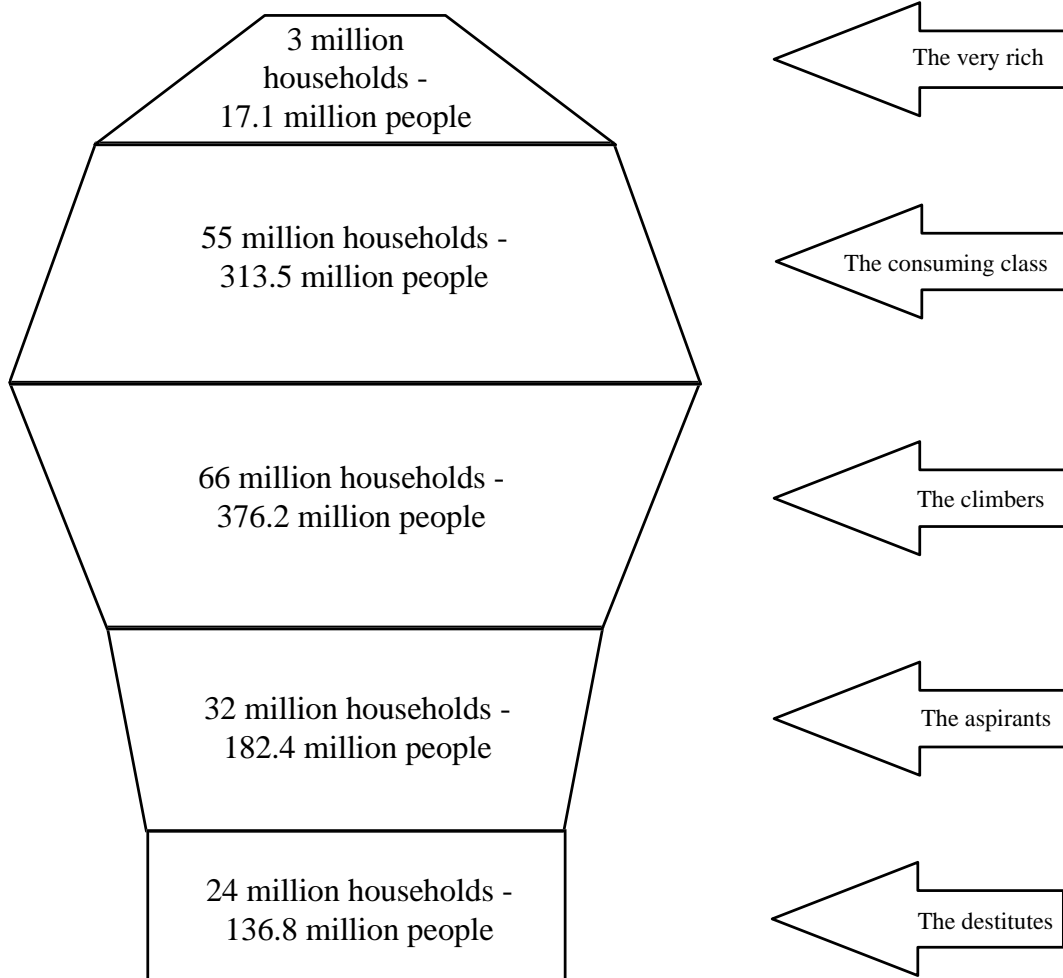 3 million
households -
17.1 million people
The very rich
55 million households -
313.5 million people
The consuming class
66 million households -
376.2 million people
The climbers
32 million households -
182.4 million people
The aspirants
24 million households -
136.8 million people
The destitutes